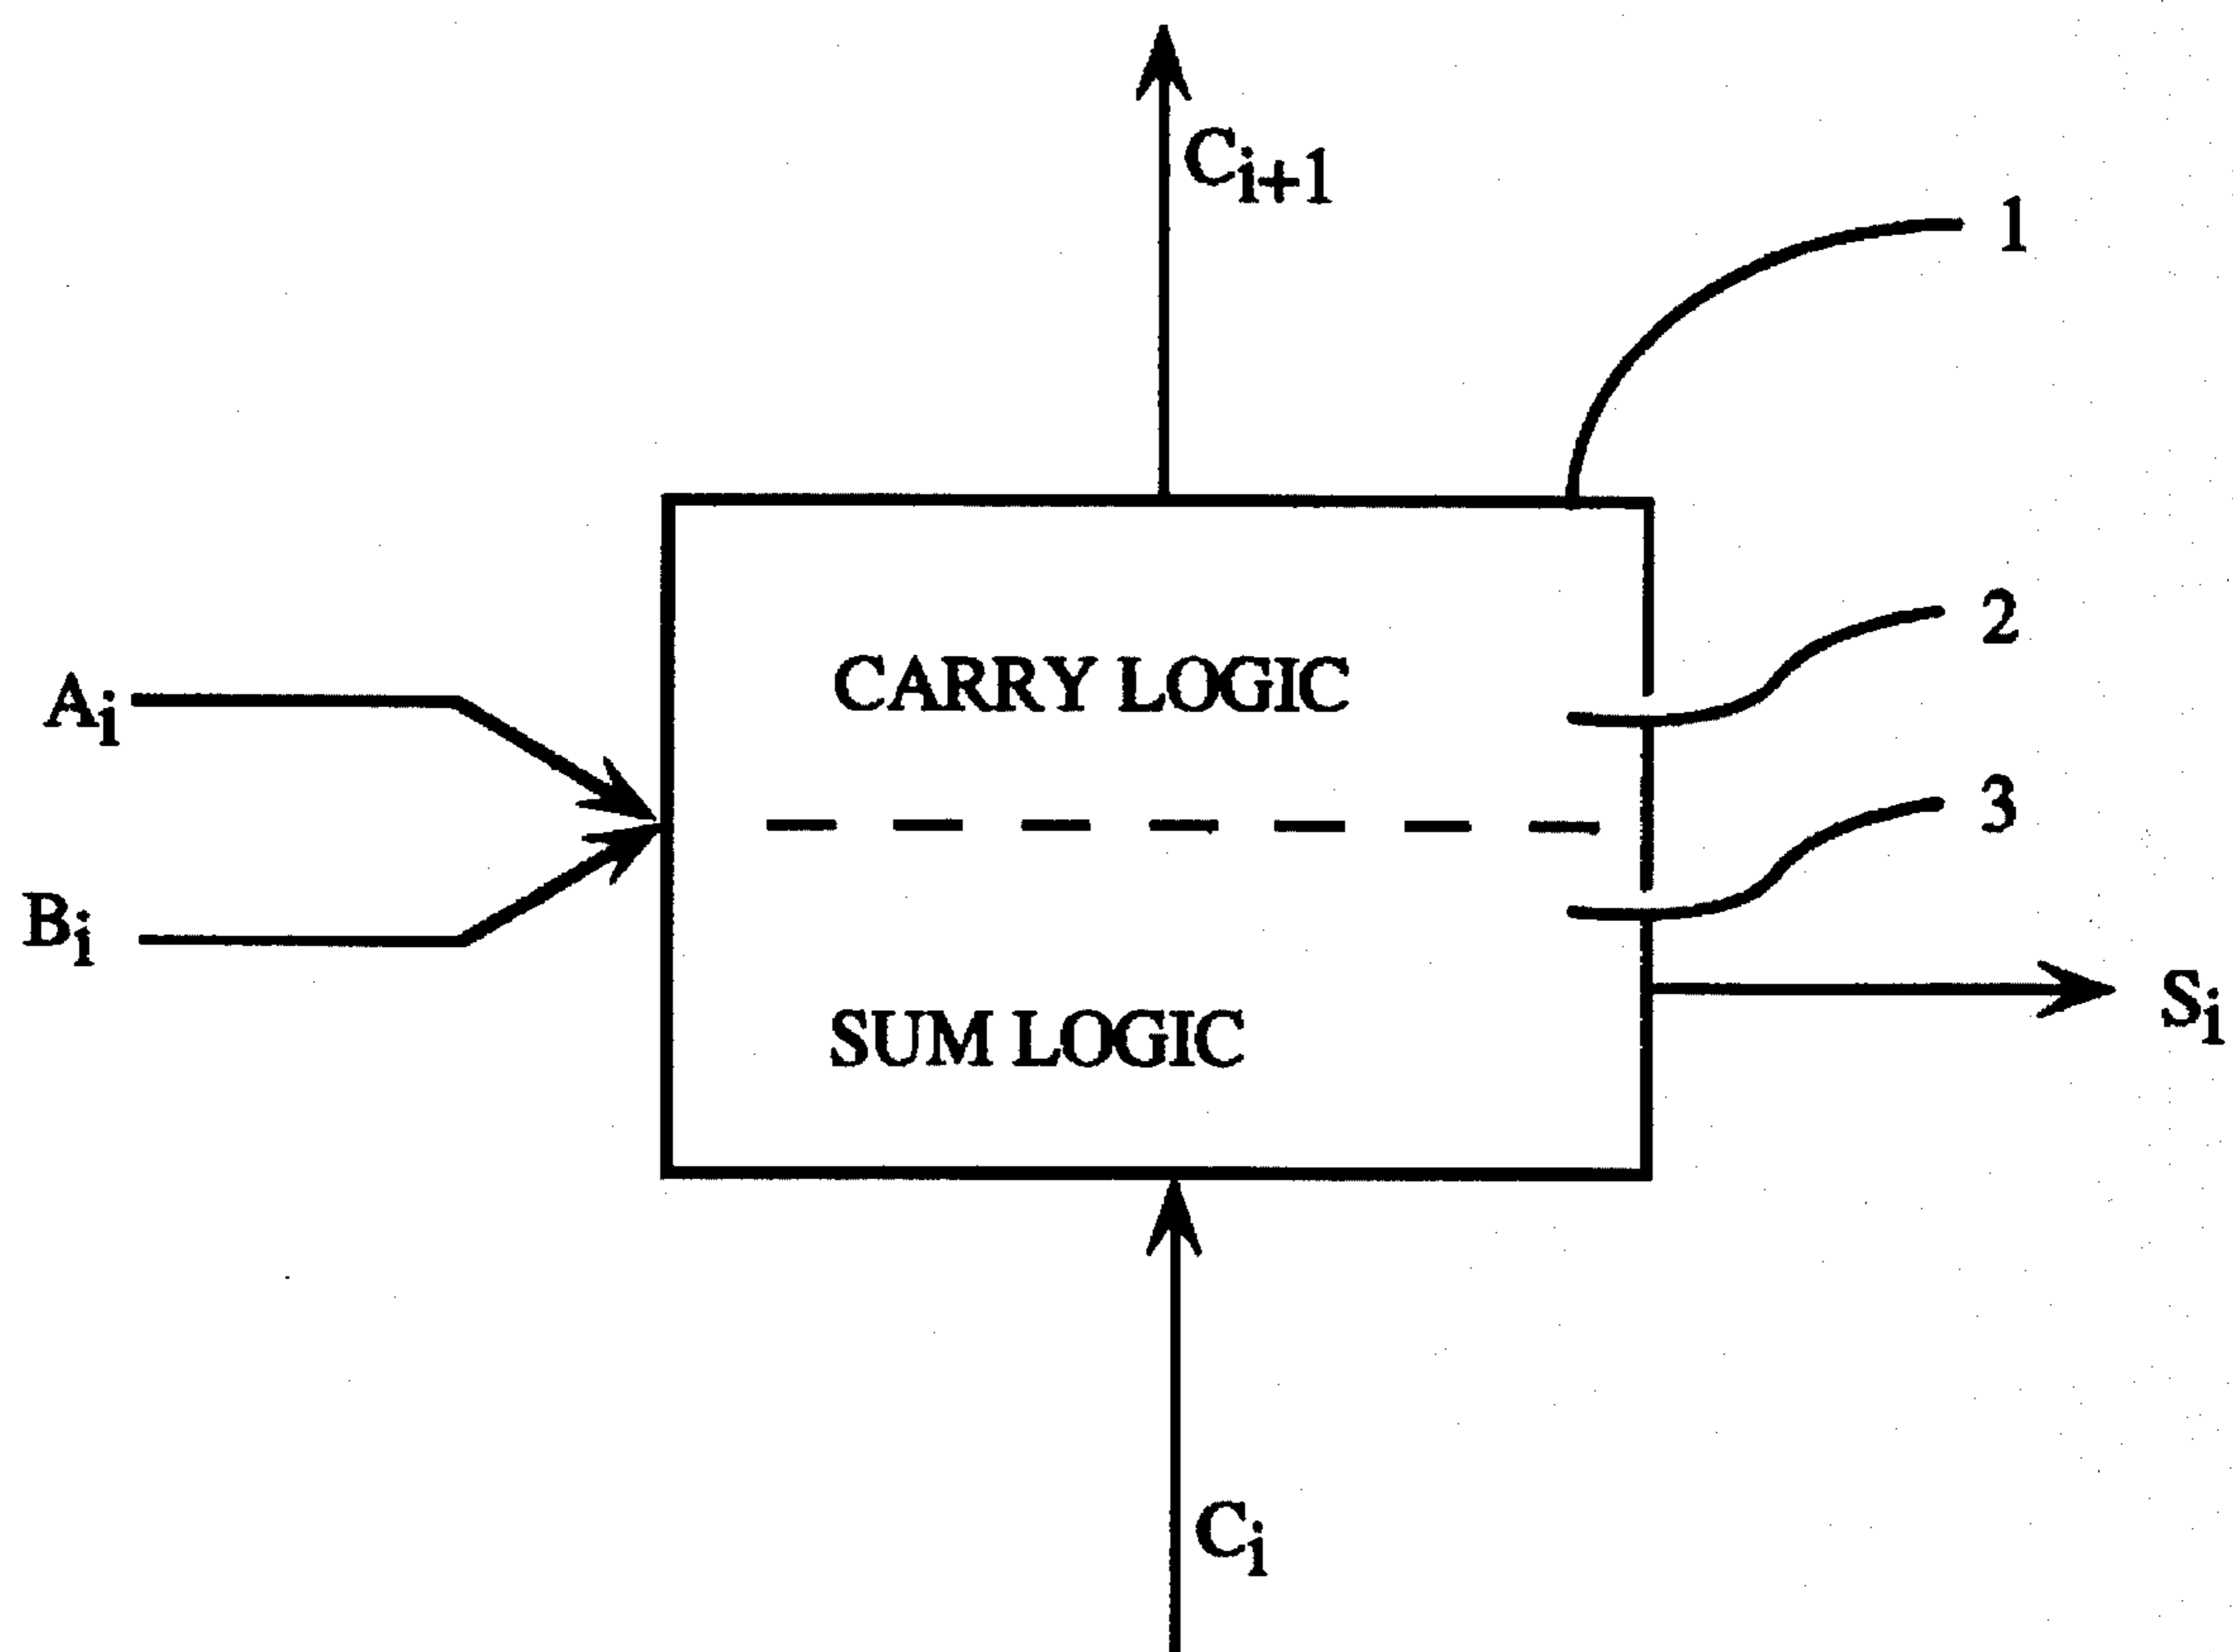 C_{i+1}
1
2
CARRY LOGIC
A_i
3
B_i
S_i
SUM LOGIC
C_i